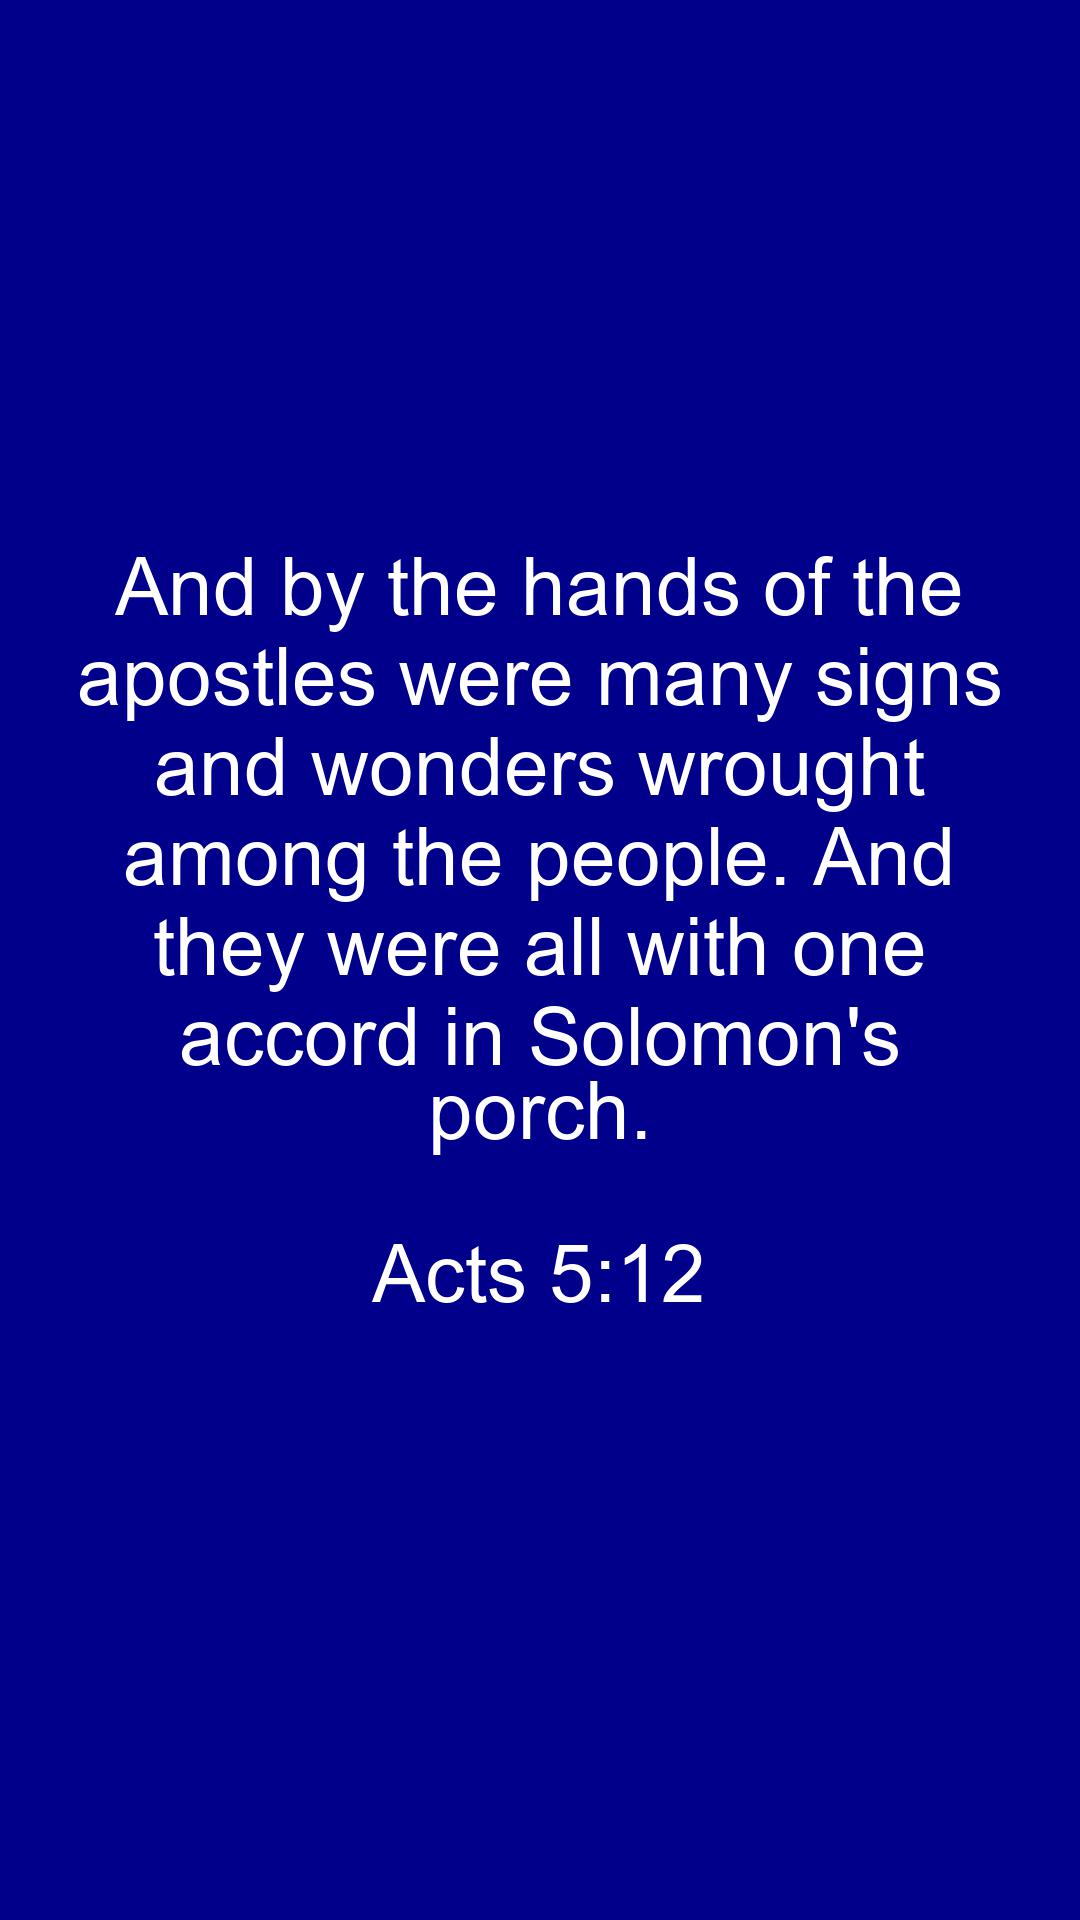 And by the hands of the
apostles were many signs
and wonders wrought
among the people. And
they were all with one
accord in Solomon's
porch.
Acts 5:12